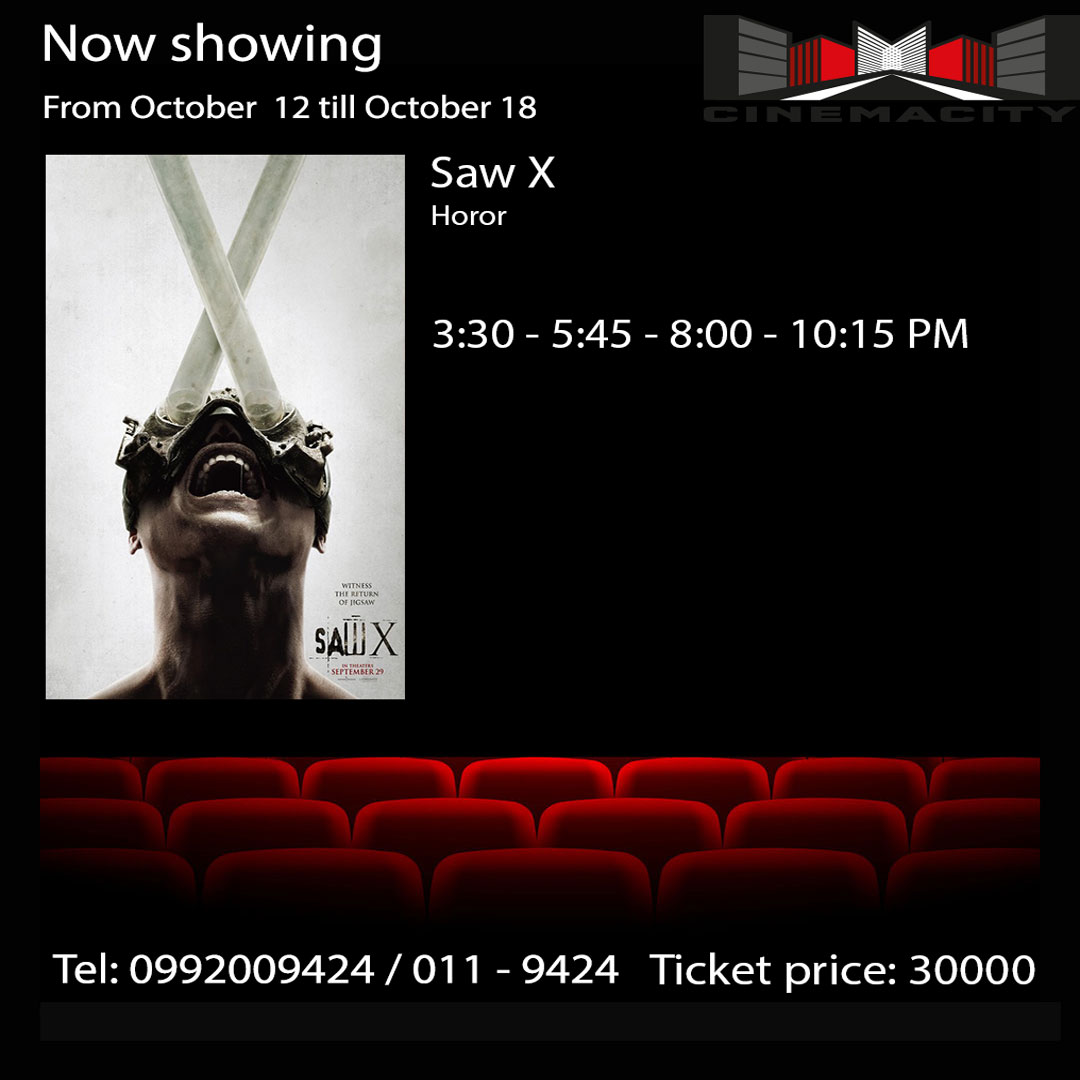 Now showing
CINEMACITY
From October 12 till October 18
Saw X
Horor
3:30 - 5:45 - 8:00 - 10:15 PM
WITNESS
THE RETURN
OF JIGSAW
SAW X
IN THEATERS
SEPTEMBER 29
Tel: 0992009424 / 011 - 9424 Ticket price: 30000